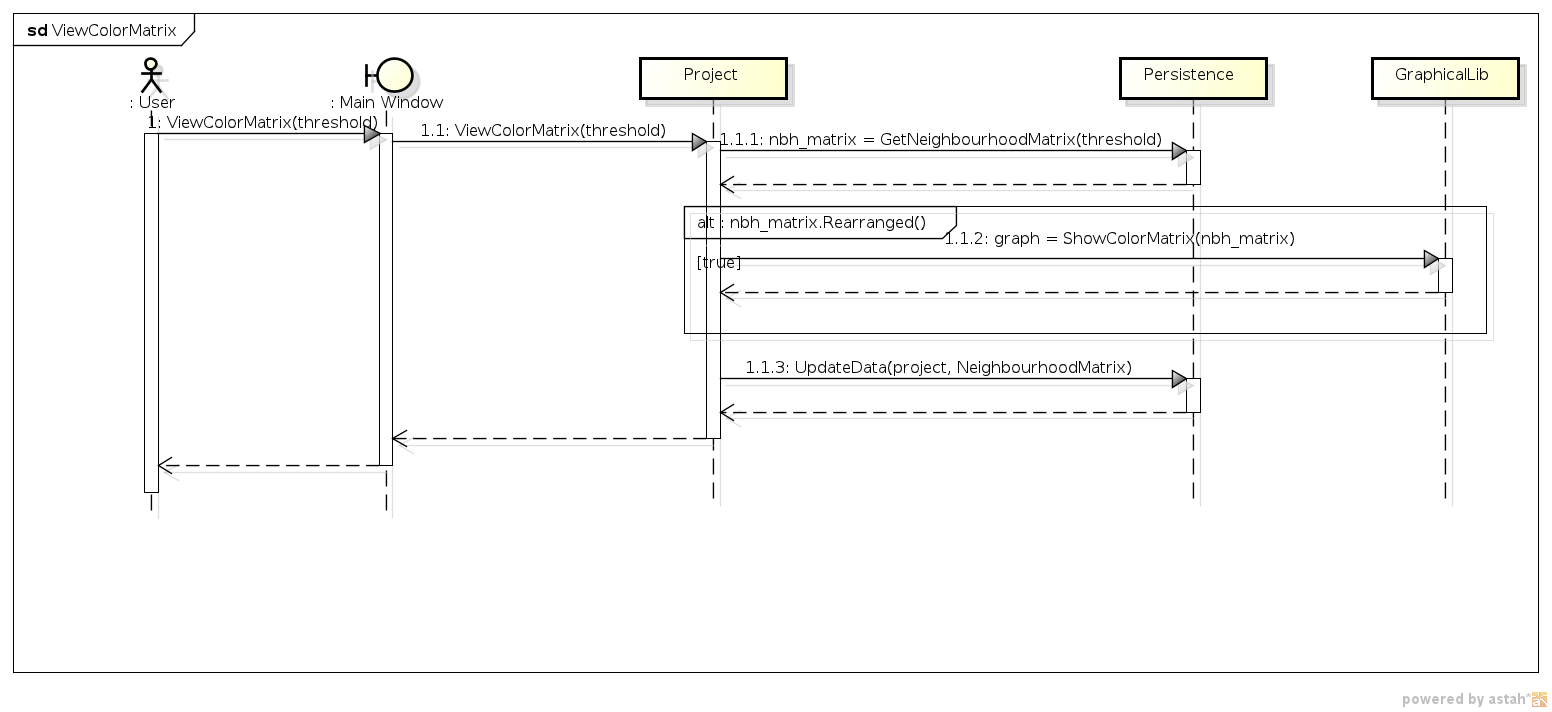 sd ViewColorMatrix
: User
: Main Window
Project
Persistence
GraphicalLib
1: ViewColorMatrix(threshold)
1.1: ViewColorMatrix(threshold)
1.1.1: nbh_matrix = GetNeighbourhoodMatrix(threshold)
alt : nbh_matrix.Rearranged()
1.1.2: graph = ShowColorMatrix(nbh_matrix)
[true]
1.1.3: UpdateData(project, NeighbourhoodMatrix)
powered by astah*